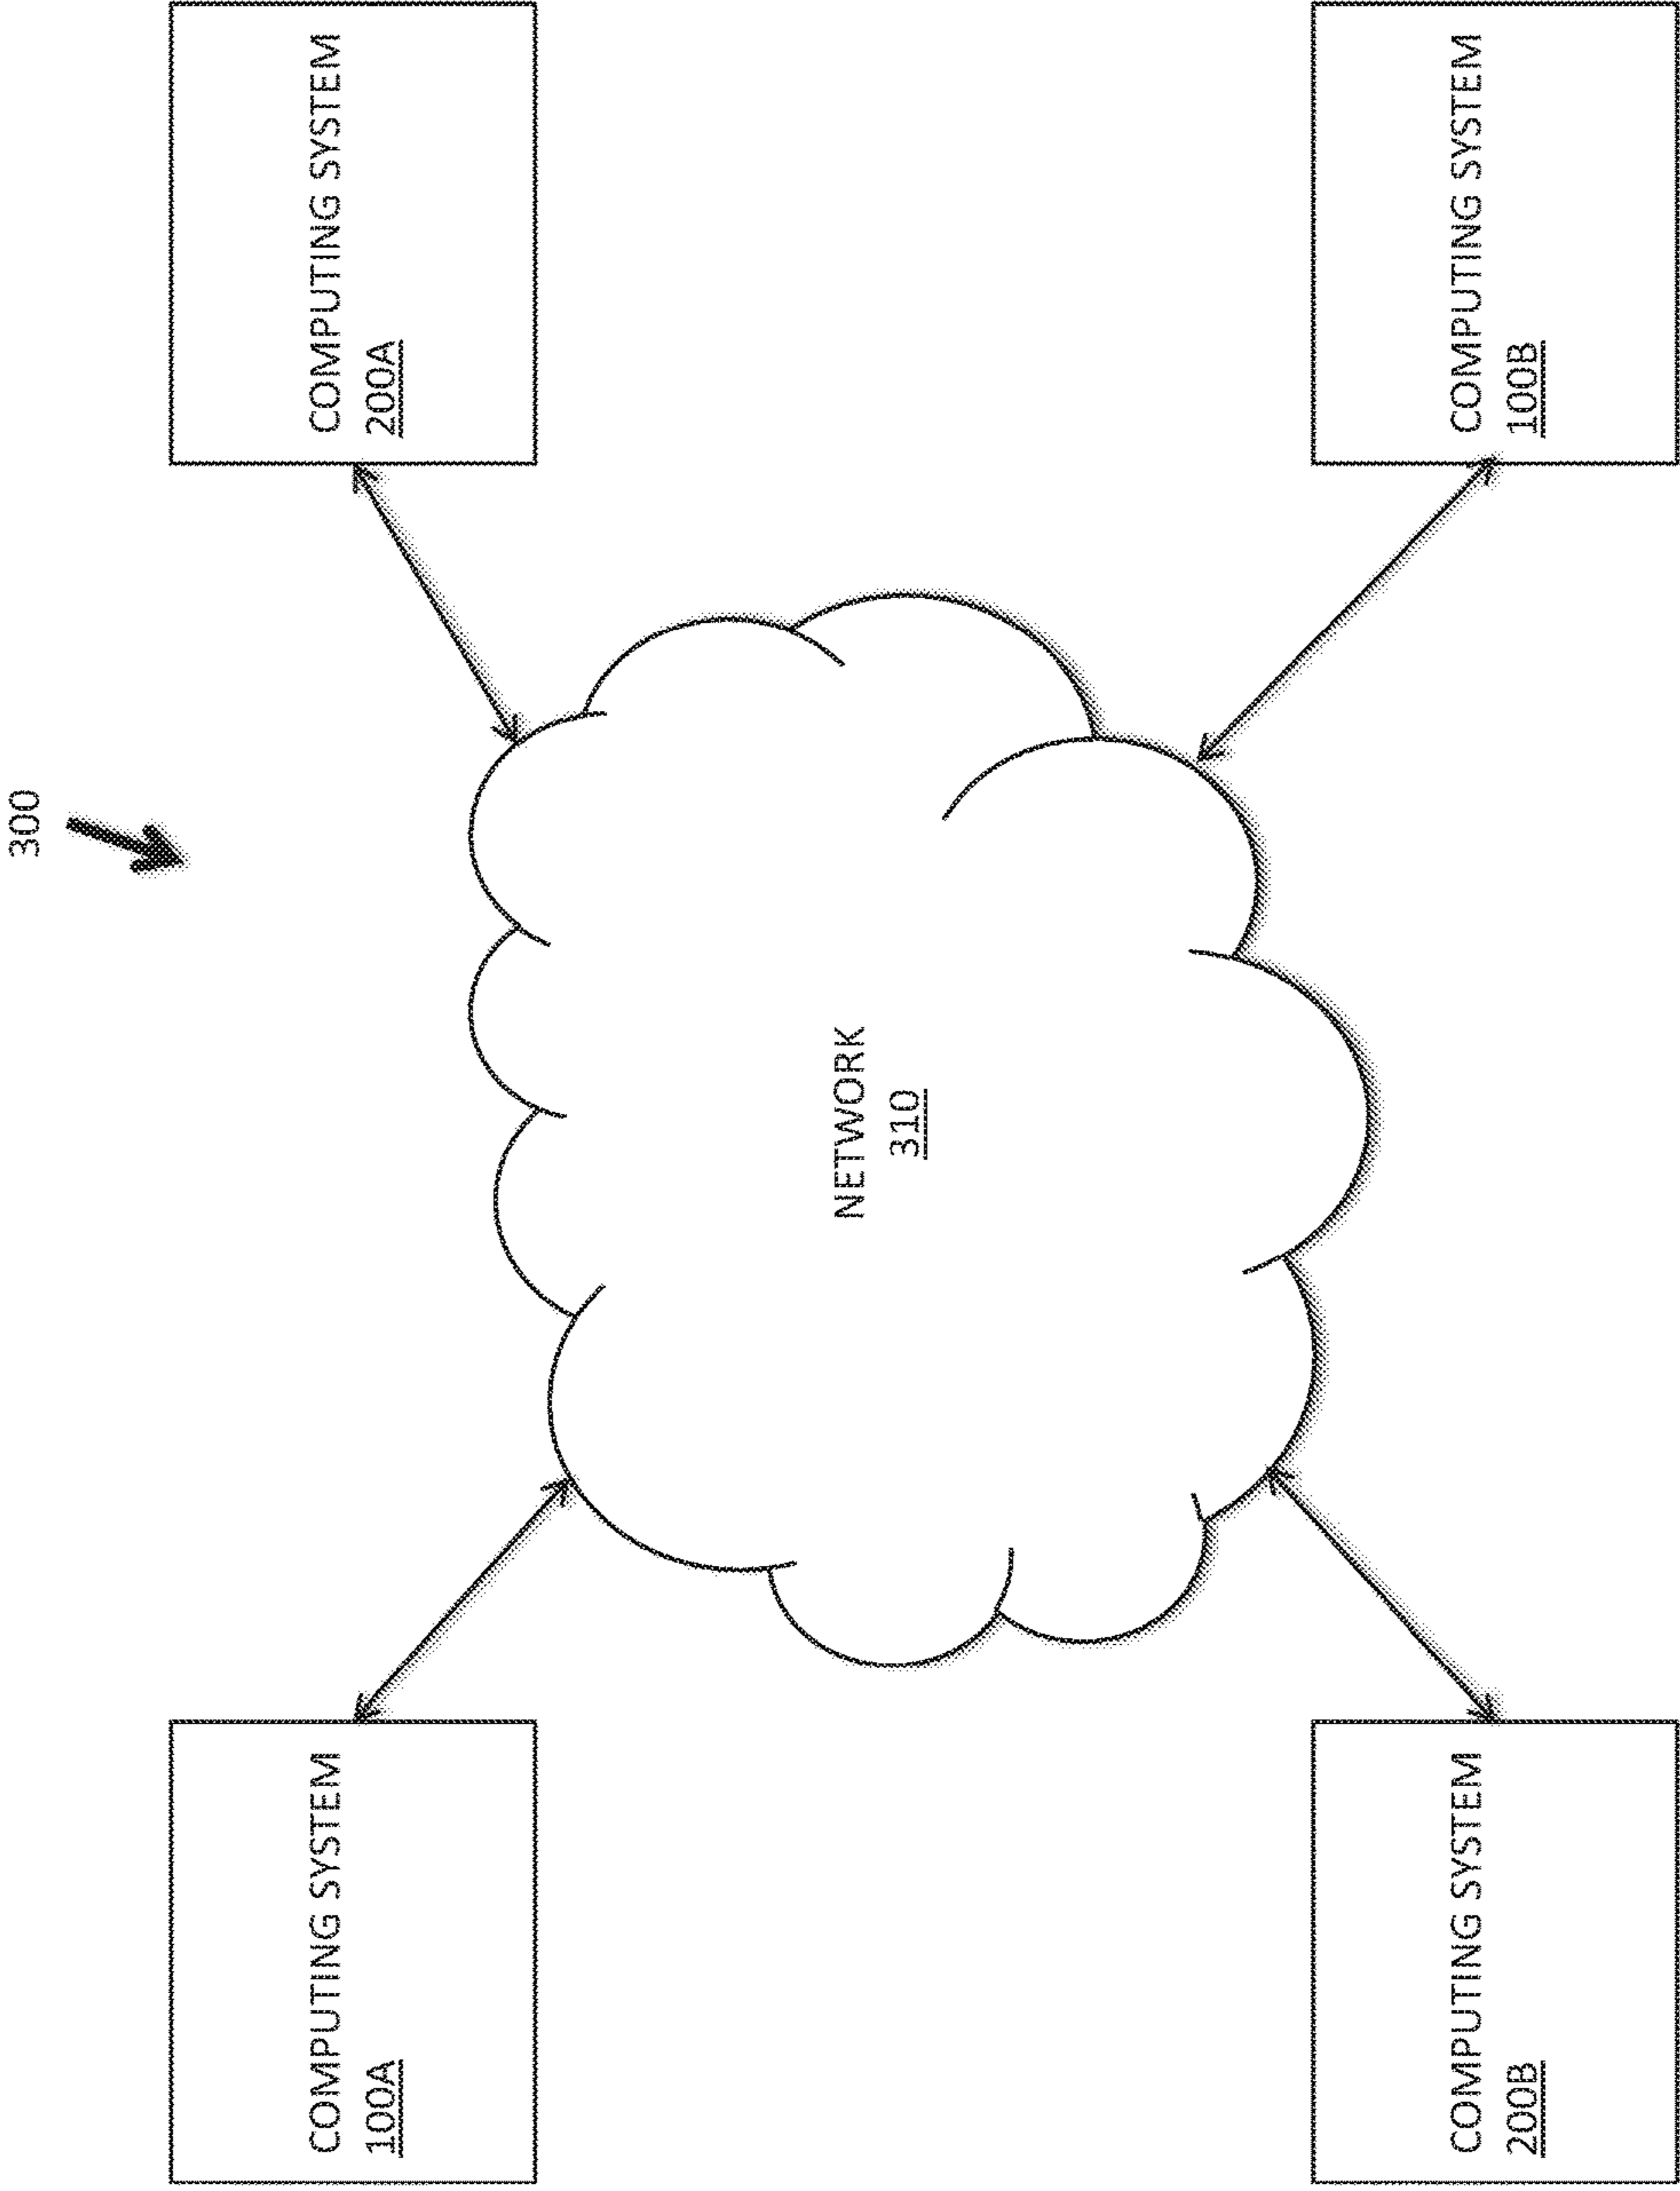 300
COMPUTING SYSTEM
100A
COMPUTING SYSTEM
200A
NETWORK
310
COMPUTING SYSTEM
200B
COMPUTING SYSTEM
100B